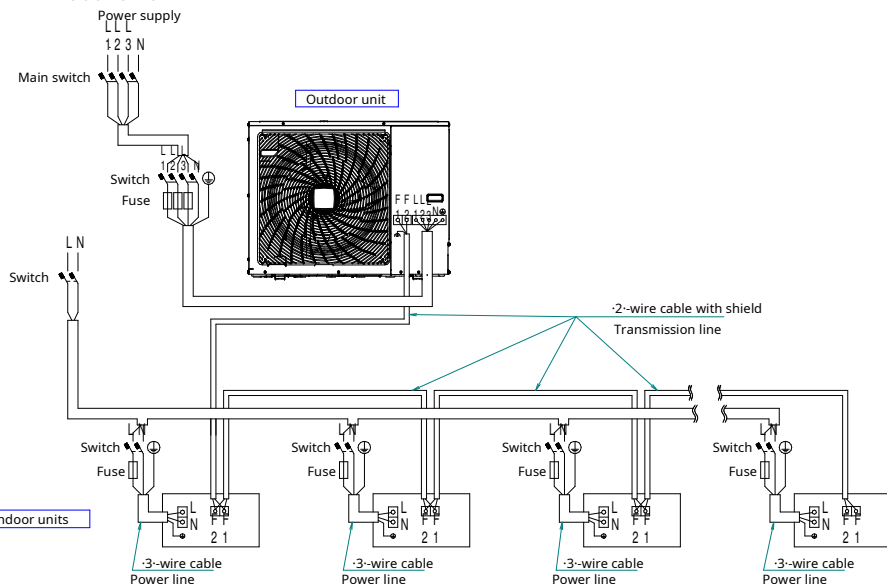 Power supply
L L L
1 2 3 N
Main switch
Outdoor unit
L L L
1 2 3 N
Switch
Fuse
F F L L L
1 2 1 2 3 N
L N
Switch
·2·-wire cable with shield
Transmission line
L N
L N
L N
L N
Switch
Switch
Switch
Switch
Fuse
Fuse
Fuse
Fuse
ndoor units
L
N
F F
2 1
L
N
F F
2 1
L
N
F F
2 1
L
N
F F
2 1
·3·-wire cable
Power line
·3·-wire cable
Power line
·3·-wire cable
Power line
·3·-wire cable
Power line